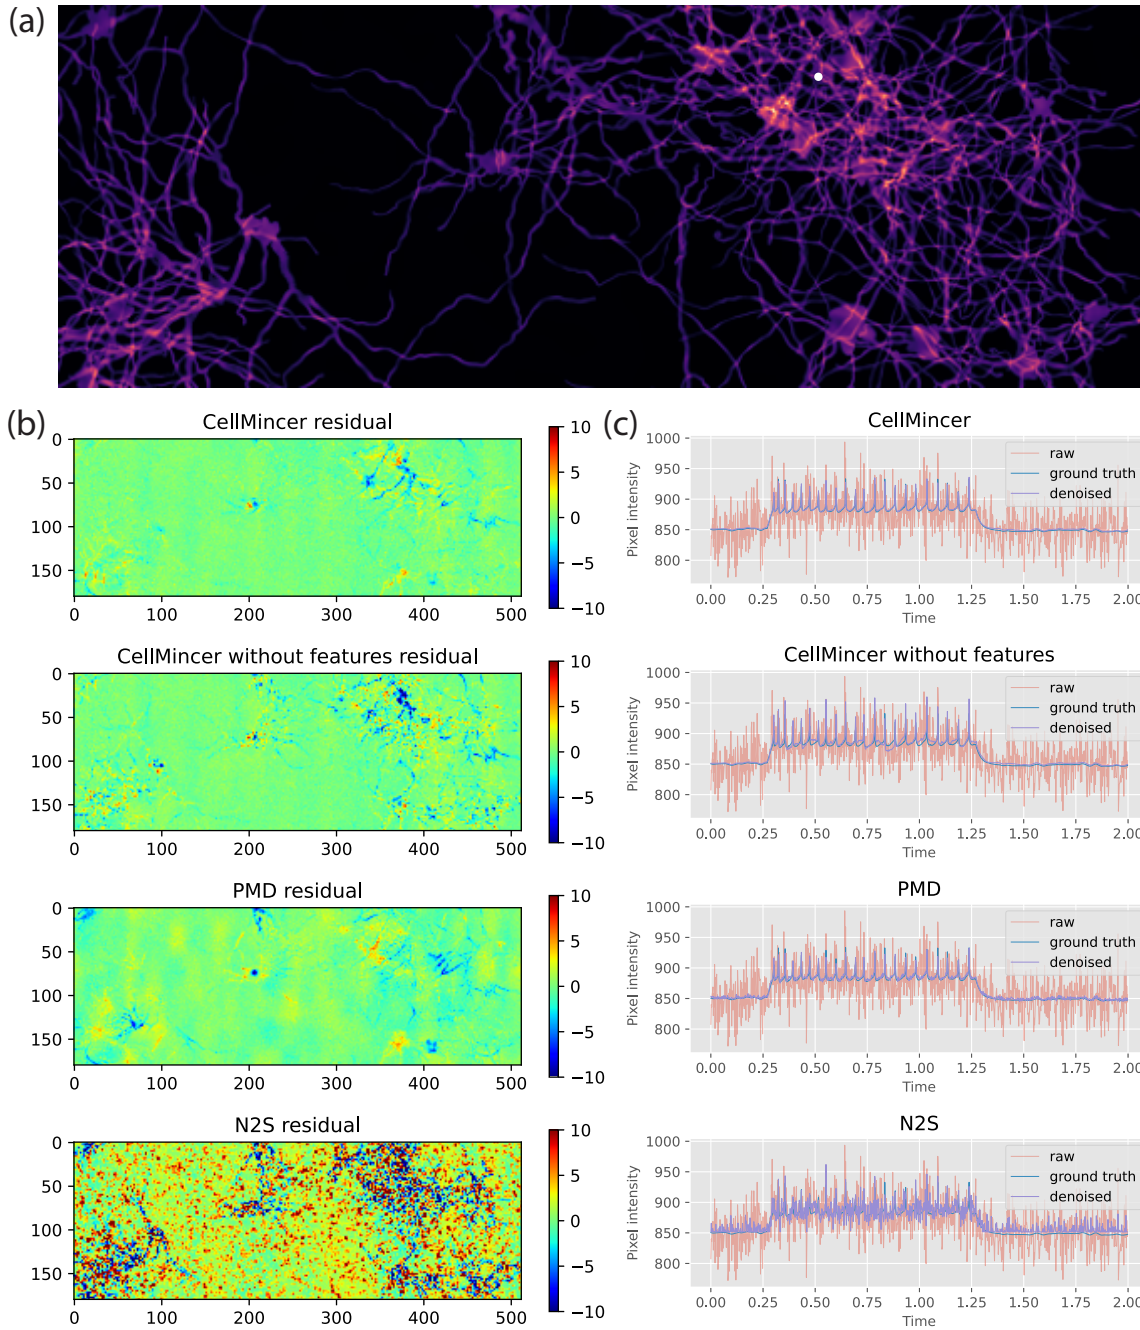 (a)
(b)
CellMincer residual
0
50
100
150
0 100 200 300 400 500
10
5
0
−5
−10
(c)
CellMincer
Pixel intensity
1000
950
900
850
800
raw
ground truth
denoised
0.00 0.25 0.50 0.75 1.00 1.25 1.50 1.75 2.00
Time
CellMincer without features residual
0
50
100
150
0 100 200 300 400 500
10
5
0
−5
−10
CellMincer without features
Pixel intensity
1000
950
900
850
800
raw
ground truth
denoised
0.00 0.25 0.50 0.75 1.00 1.25 1.50 1.75 2.00
Time
PMD residual
0
50
100
150
0 100 200 300 400 500
10
5
0
−5
−10
PMD
Pixel intensity
1000
950
900
850
800
raw
ground truth
denoised
0.00 0.25 0.50 0.75 1.00 1.25 1.50 1.75 2.00
Time
N2S residual
0
50
100
150
0 100 200 300 400 500
10
5
0
−5
−10
N2S
Pixel intensity
1000
950
900
850
800
raw
ground truth
denoised
0.00 0.25 0.50 0.75 1.00 1.25 1.50 1.75 2.00
Time